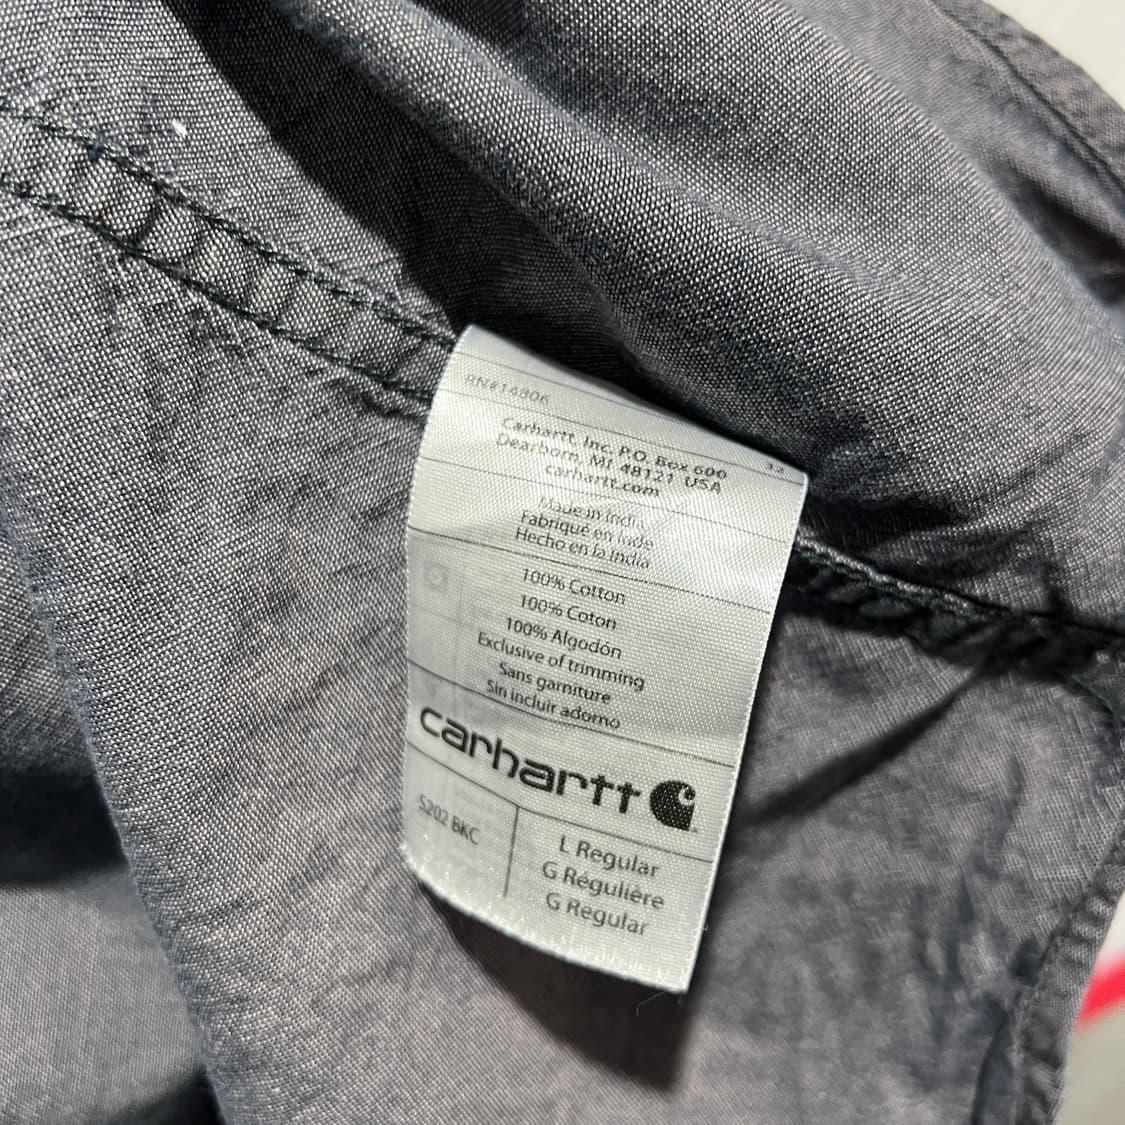 RN#14806
Carhartt, Inc. P.O. Box 600
Dearborn, MI 48121 USA
carhartt.com
Made in India
Fabriqué en Inde
Hecho en la India
100% Cotton
100% Coton
100% Algodón
Exclusive of trimming
Sans garniture
Sin incluir adorno
carhartt
S202 BKC
L Regular
G Régulière
G Regular